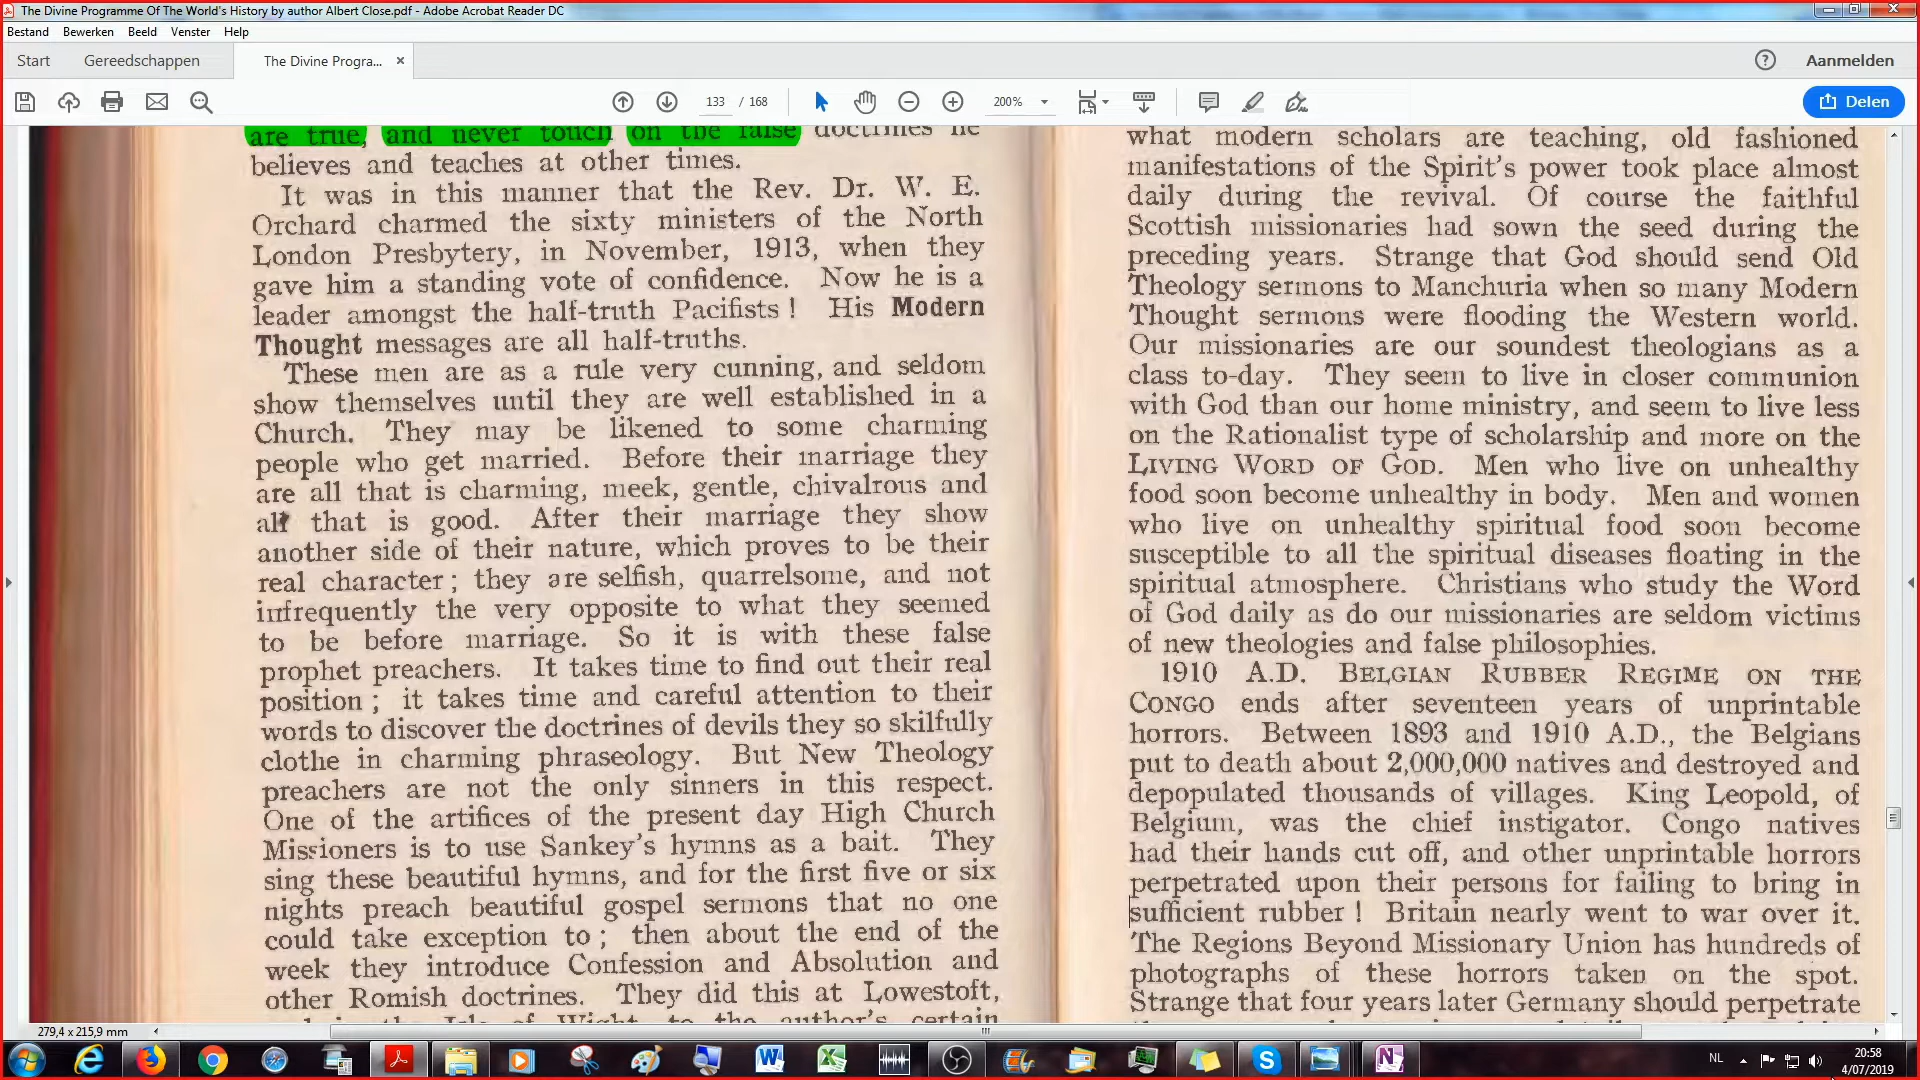 The Divine Programme Of The World's History by author Albert Close.pdf - Adobe Acrobat Reader DC
Bestand Bewerken Beeld Venster Help
Start Gereedschappen The Divine Progra... × Aanmelden
133 / 168 200% Delen
are true, and never touch on the false doctrines he
believes and teaches at other times.
It was in this manner that the Rev. Dr. W. E.
Orchard charmed the sixty ministers of the North
London Presbytery, in November, 1913, when they
gave him a standing vote of confidence. Now he is a
leader amongst the half-truth Pacifists ! His Modern
Thought messages are all half-truths.
These men are as a rule very cunning, and seldom
show themselves until they are well established in a
Church. They may be likened to some charming
people who get married. Before their marriage they
are all that is charming, meek, gentle, chivalrous and
all that is good. After their marriage they show
another side of their nature, which proves to be their
real character ; they are selfish, quarrelsome, and not
infrequently the very opposite to what they seemed
to be before marriage. So it is with these false
prophet preachers. It takes time to find out their real
position ; it takes time and careful attention to their
words to discover the doctrines of devils they so skilfully
clothe in charming phraseology. But New Theology
preachers are not the only sinners in this respect.
One of the artifices of the present day High Church
Missioners is to use Sankey's hymns as a bait. They
sing these beautiful hymns, and for the first five or six
nights preach beautiful gospel sermons that no one
could take exception to ; then about the end of the
week they introduce Confession and Absolution and
other Romish doctrines. They did this at Lowestoft,
Isle of Wight, to the author's certain
what modern scholars are teaching, old fashioned
manifestations of the Spirit's power took place almost
daily during the revival. Of course the faithful
Scottish missionaries had sown the seed during the
preceding years. Strange that God should send Old
Theology sermons to Manchuria when so many Modern
Thought sermons were flooding the Western world.
Our missionaries are our soundest theologians as a
class to-day. They seem to live in closer communion
with God than our home ministry, and seem to live less
on the Rationalist type of scholarship and more on the
LIVING WORD OF GOD. Men who live on unhealthy
food soon become unhealthy in body. Men and women
who live on unhealthy spiritual food soon become
susceptible to all the spiritual diseases floating in the
spiritual atmosphere. Christians who study the Word
of God daily as do our missionaries are seldom victims
of new theologies and false philosophies.
1910 A.D. BELGIAN RUBBER REGIME ON THE
CONGO ends after seventeen years of unprintable
horrors. Between 1893 and 1910 A.D., the Belgians
put to death about 2,000,000 natives and destroyed and
depopulated thousands of villages. King Leopold, of
Belgium, was the chief instigator. Congo natives
had their hands cut off, and other unprintable horrors
perpetrated upon their persons for failing to bring in
sufficient rubber ! Britain nearly went to war over it.
The Regions Beyond Missionary Union has hundreds of
photographs of these horrors taken on the spot.
Strange that four years later Germany should perpetrate
279,4 x 215,9 mm
NL 20:58
4/07/2019